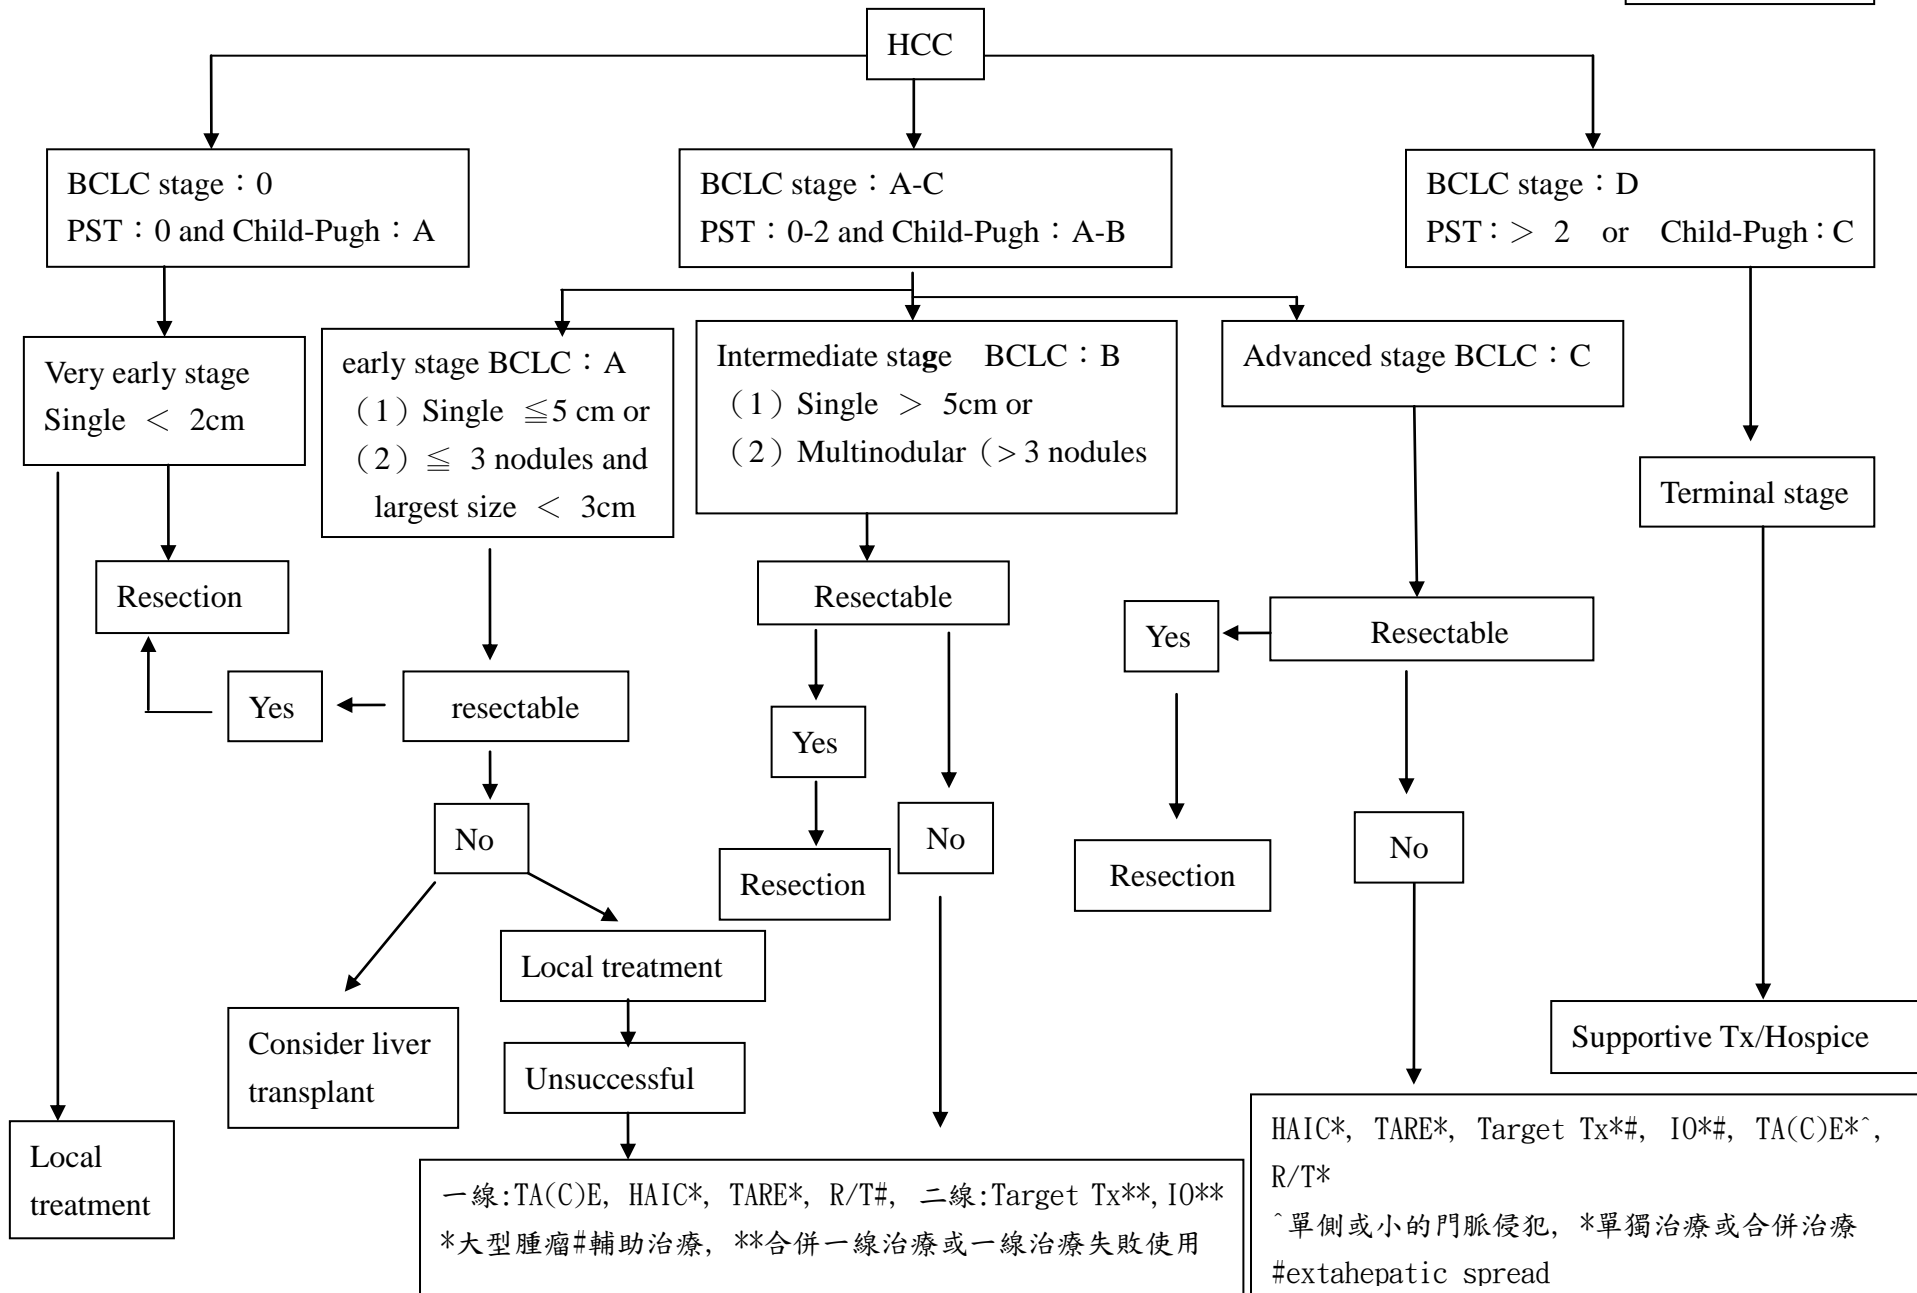 HCC
BCLC stage：0
PST：0 and Child-Pugh：A
BCLC stage：A-C
PST：0-2 and Child-Pugh：A-B
BCLC stage：D
PST：＞ 2 or Child-Pugh：C
Very early stage
Single ＜ 2cm
early stage BCLC：A
（1）Single ≦5 cm or
（2）≦ 3 nodules and
largest size ＜ 3cm
Intermediate stage BCLC：B
（1）Single ＞ 5cm or
（2）Multinodular（> 3 nodules
Advanced stage BCLC：C
Terminal stage
Resection
Yes
resectable
No
Resectable
Yes
No
Resection
Yes
Resectable
Resection
No
Local treatment
Consider liver
transplant
Unsuccessful
Supportive Tx/Hospice
Local
treatment
一線:TA(C)E, HAIC*, TARE*, R/T#, 二線:Target Tx**,IO**
*大型腫瘤#輔助治療, **合併一線治療或一線治療失敗使用
HAIC*, TARE*, Target Tx*#, IO*#, TA(C)E*^,
R/T*
^單側或小的門脈侵犯, *單獨治療或合併治療
#extahepatic spread